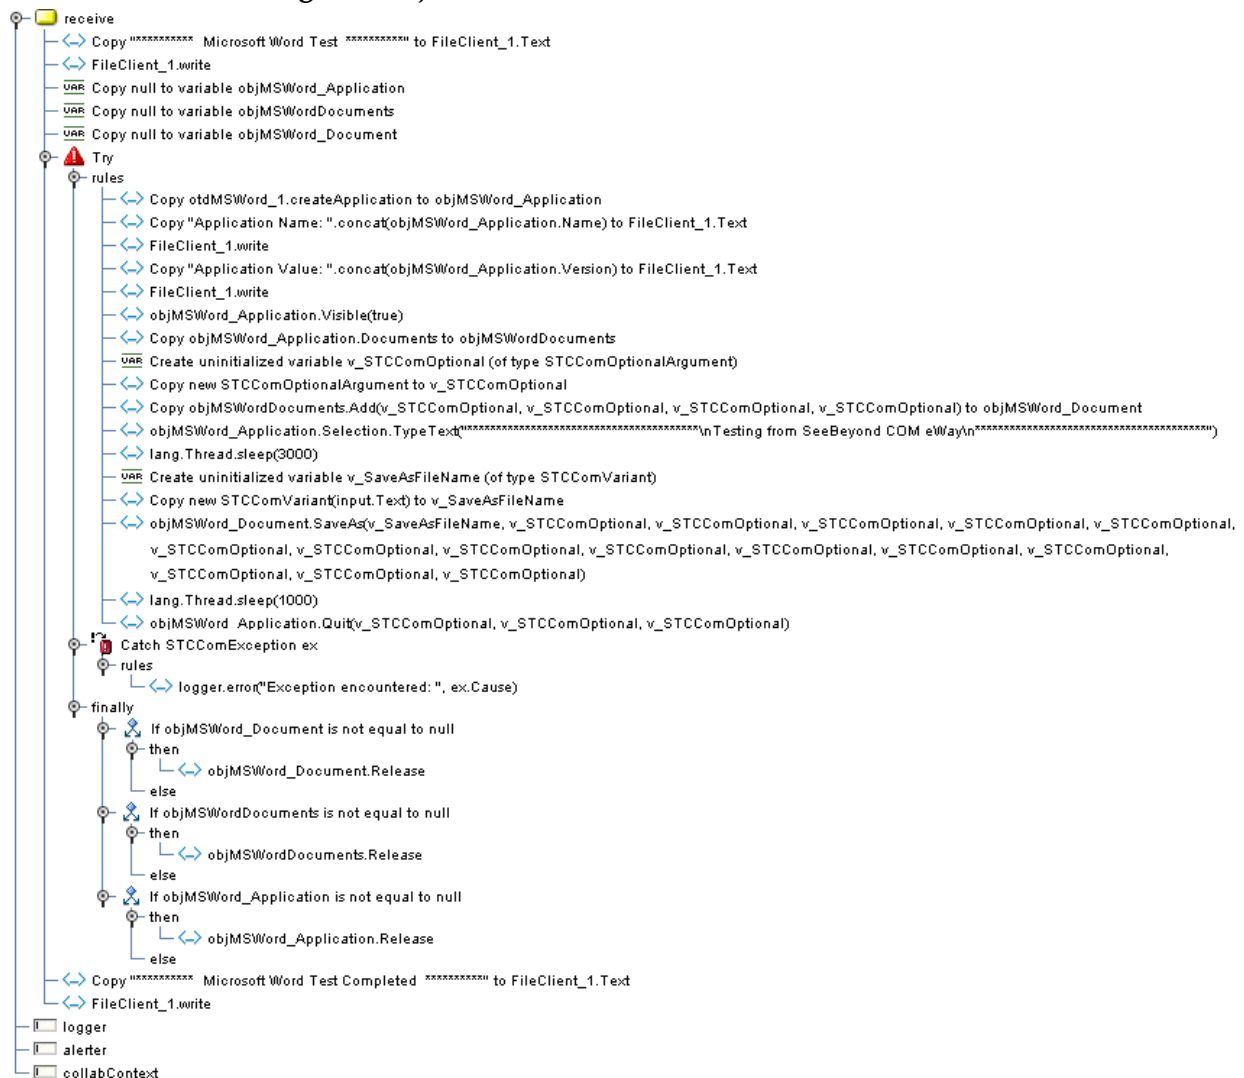 receive
Copy "********** Microsoft Word Test **********" to FileClient_1.Text
FileClient_1.write
VAR Copy null to variable objMSWord_Application
VAR Copy null to variable objMSWordDocuments
VAR Copy null to variable objMSWord_Document
Try
rules
Copy otdMSWord_1.createApplication to objMSWord_Application
Copy "Application Name: ".concat(objMSWord_Application.Name) to FileClient_1.Text
FileClient_1.write
Copy "Application Value: ".concat(objMSWord_Application.Version) to FileClient_1.Text
FileClient_1.write
objMSWord_Application.Visible(true)
Copy objMSWord_Application.Documents to objMSWordDocuments
VAR Create uninitialized variable v_STCComOptional (of type STCComOptionalArgument)
Copy new STCComOptionalArgument to v_STCComOptional
Copy objMSWordDocuments.Add(v_STCComOptional, v_STCComOptional, v_STCComOptional, v_STCComOptional) to objMSWord_Document
objMSWord_Application.Selection.TypeText("****************************************\nTesting from SeeBeyond COM eWay\n****************************************")
lang.Thread.sleep(3000)
VAR Create uninitialized variable v_SaveAsFileName (of type STCComVariant)
Copy new STCComVariant(input.Text) to v_SaveAsFileName
objMSWord_Document.SaveAs(v_SaveAsFileName, v_STCComOptional, v_STCComOptional, v_STCComOptional, v_STCComOptional, v_STCComOptional,
v_STCComOptional, v_STCComOptional, v_STCComOptional, v_STCComOptional, v_STCComOptional, v_STCComOptional, v_STCComOptional,
v_STCComOptional, v_STCComOptional, v_STCComOptional)
lang.Thread.sleep(1000)
objMSWord_Application.Quit(v_STCComOptional, v_STCComOptional, v_STCComOptional)
Catch STCComException ex
rules
logger.error("Exception encountered: ", ex.Cause)
finally
If objMSWord_Document is not equal to null
then
objMSWord_Document.Release
else
If objMSWordDocuments is not equal to null
then
objMSWordDocuments.Release
else
If objMSWord_Application is not equal to null
then
objMSWord_Application.Release
else
Copy "********** Microsoft Word Test Completed **********" to FileClient_1.Text
FileClient_1.write
logger
alerter
collabContext